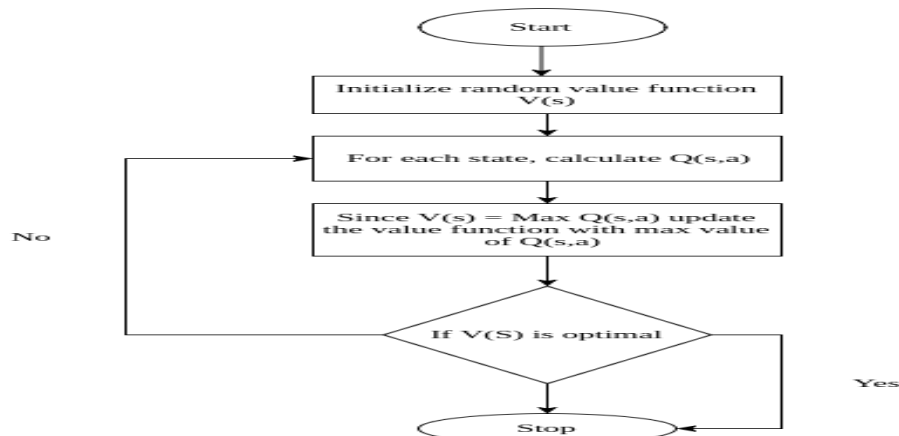 Start
Initialize random value function
V(s)
For each state, calculate Q(s,a)
Since V(s) = Max Q(s,a) update
the value function with max value
of Q(s,a)
No
If V(S) is optimal
Yes
Stop